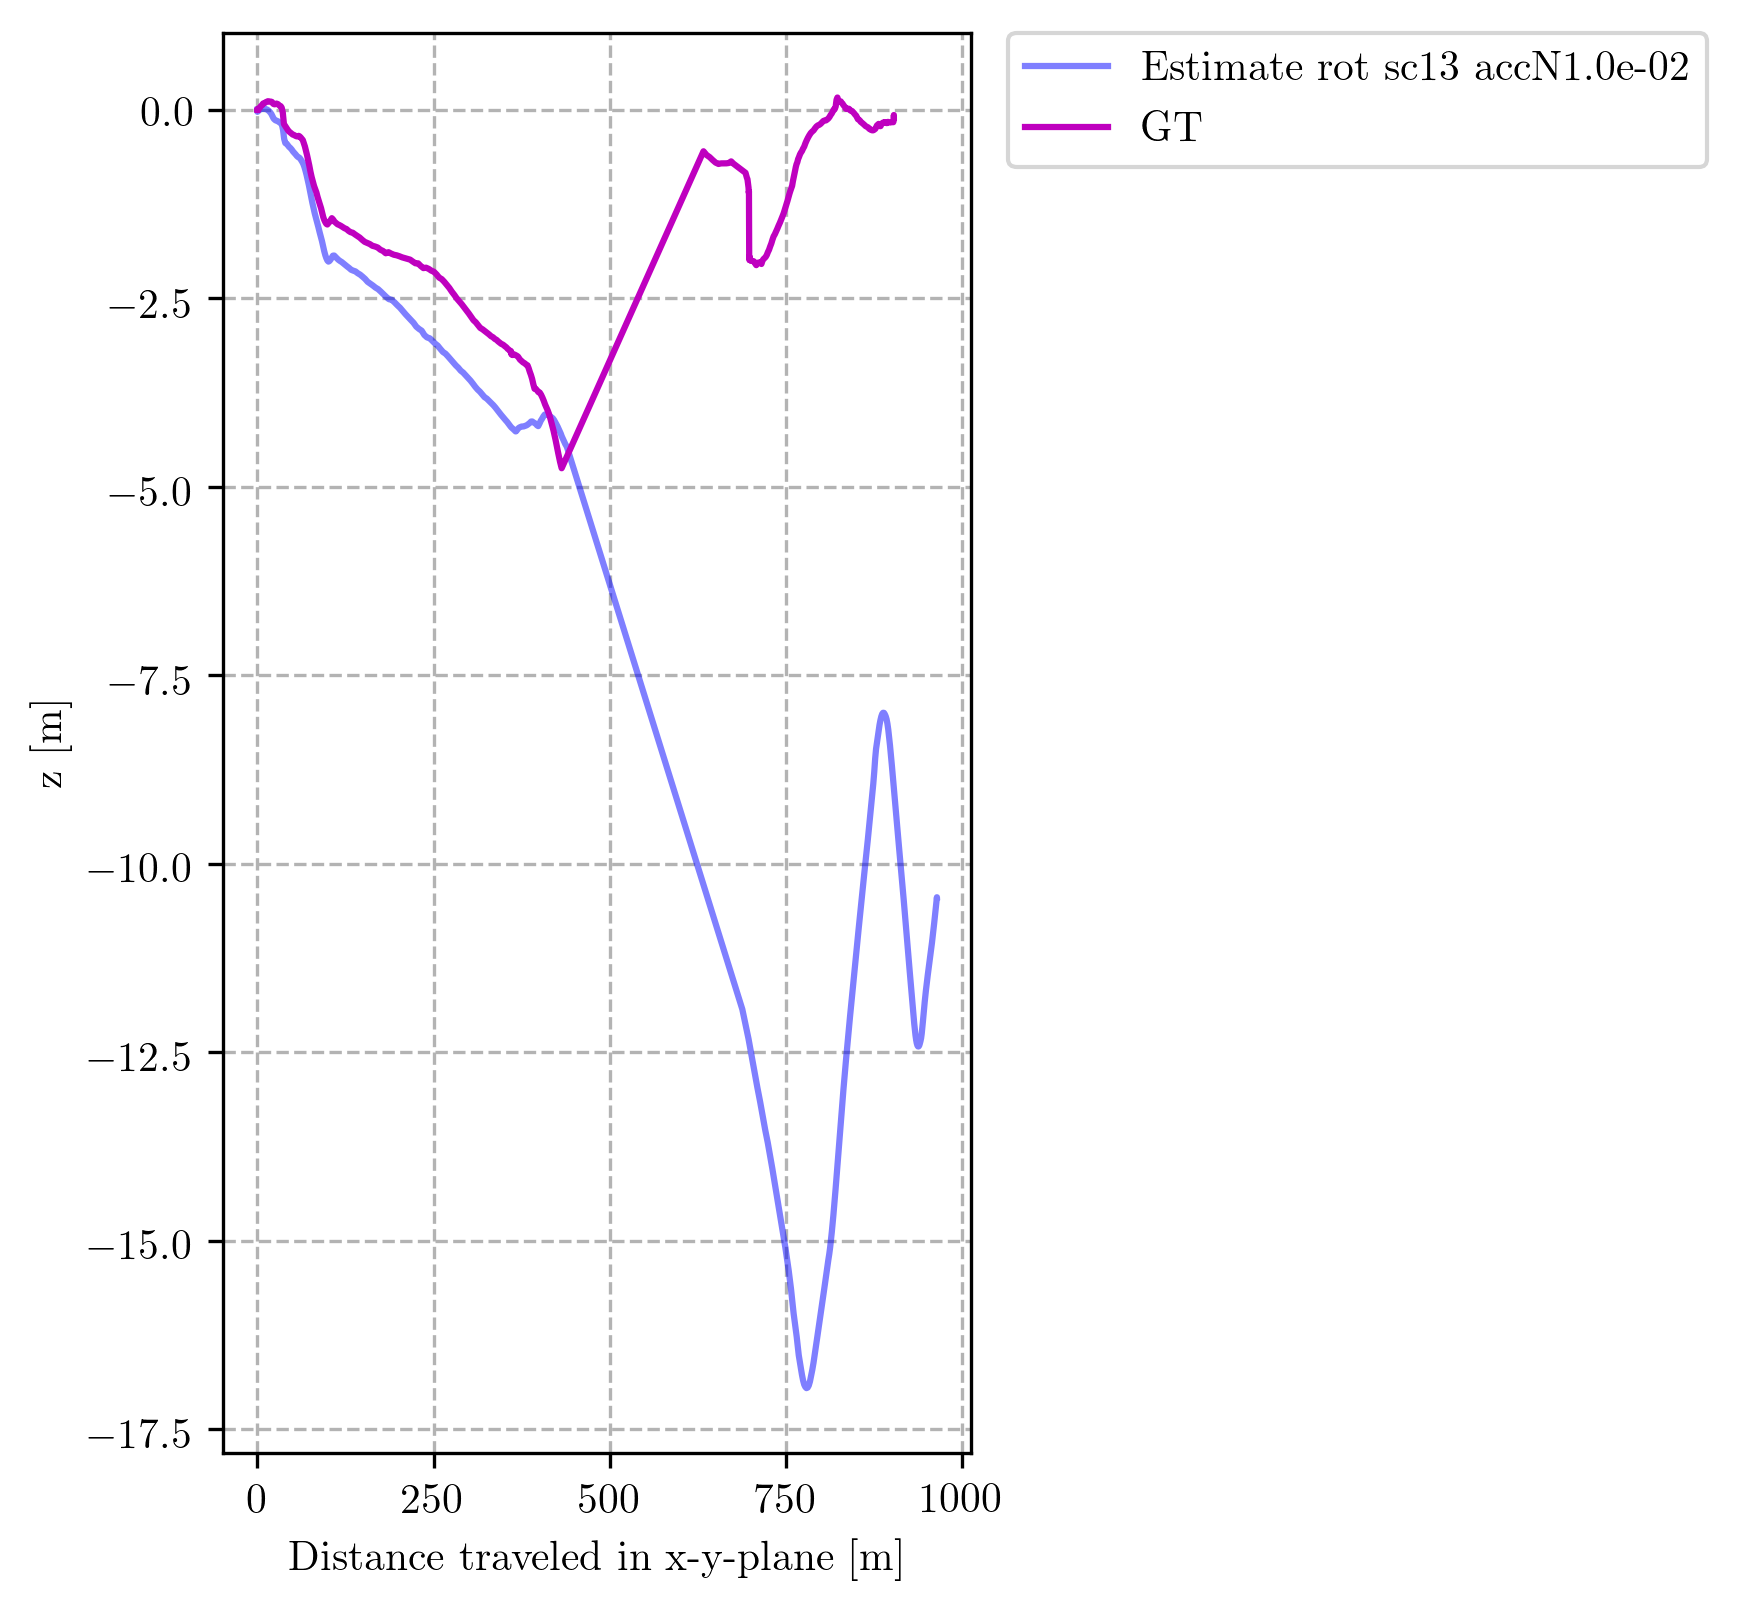 Estimate rot sc13 accN1.0e-02
GT
0.0
−2.5
−5.0
−7.5
−10.0
−12.5
−15.0
−17.5
z [m]
0 250 500 750 1000
Distance traveled in x-y-plane [m]